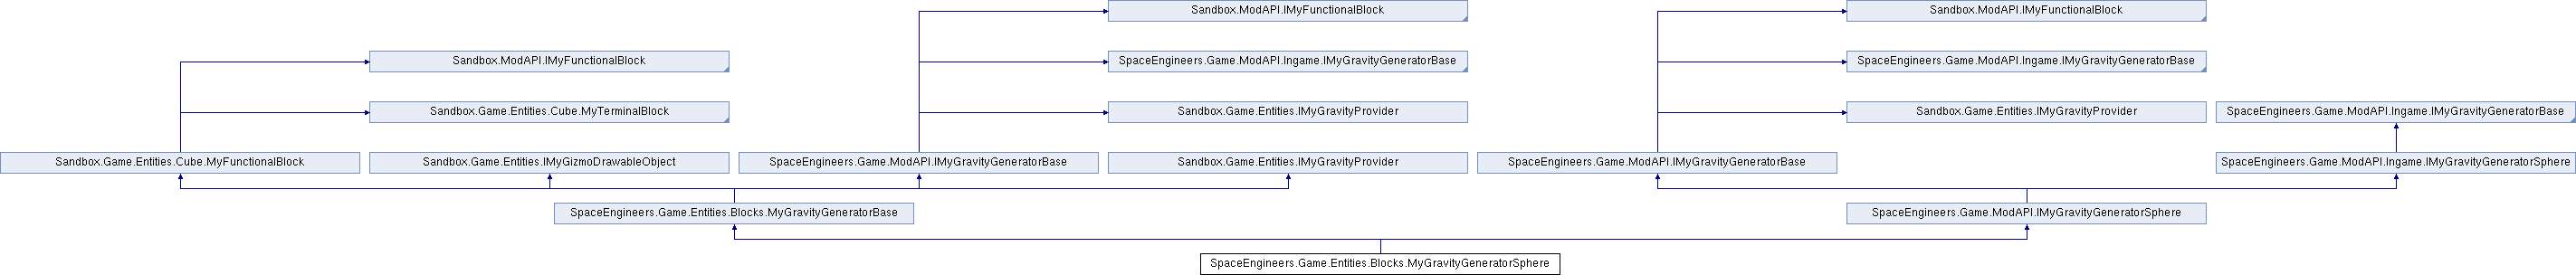 Sandbox.ModAPI.IMyFunctionalBlock
Sandbox.ModAPI.IMyFunctionalBlock
Sandbox.ModAPI.IMyFunctionalBlock
SpaceEngineers.Game.ModAPI.Ingame.IMyGravityGeneratorBase
SpaceEngineers.Game.ModAPI.Ingame.IMyGravityGeneratorBase
Sandbox.Game.Entities.Cube.MyTerminalBlock
Sandbox.Game.Entities.IMyGravityProvider
Sandbox.Game.Entities.IMyGravityProvider
SpaceEngineers.Game.ModAPI.Ingame.IMyGravityGeneratorBase
Sandbox.Game.Entities.Cube.MyFunctionalBlock
Sandbox.Game.Entities.IMyGizmoDrawableObject
SpaceEngineers.Game.ModAPI.IMyGravityGeneratorBase
Sandbox.Game.Entities.IMyGravityProvider
SpaceEngineers.Game.ModAPI.IMyGravityGeneratorBase
SpaceEngineers.Game.ModAPI.Ingame.IMyGravityGeneratorSphere
SpaceEngineers.Game.Entities.Blocks.MyGravityGeneratorBase
SpaceEngineers.Game.ModAPI.IMyGravityGeneratorSphere
SpaceEngineers.Game.Entities.Blocks.MyGravityGeneratorSphere